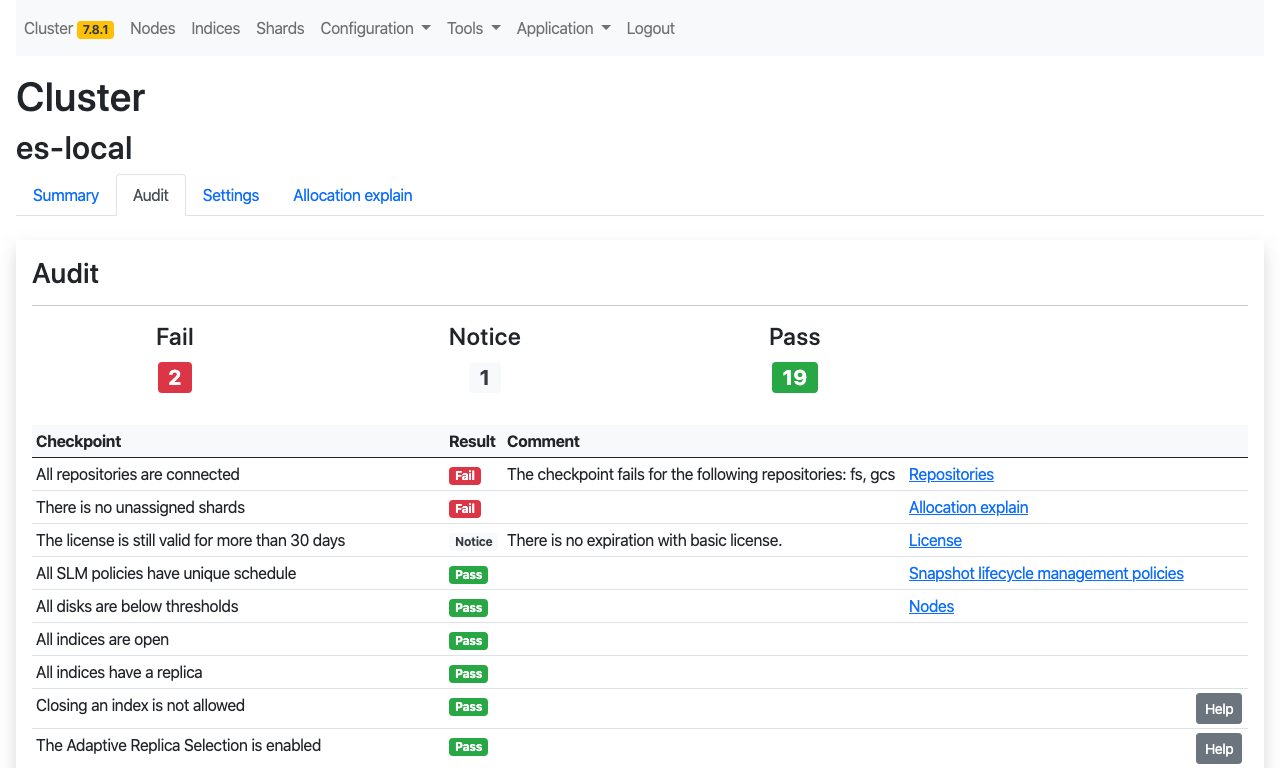 Cluster 7.8.1 Nodes Indices Shards Configuration Tools Application Logout
Cluster
es-local
Summary Audit Settings Allocation explain
Audit
Fail Notice Pass
2 1 19
Checkpoint Result Comment
All repositories are connected Fail The checkpoint fails for the following repositories: fs, gcs Repositories
There is no unassigned shards Fail Allocation explain
The license is still valid for more than 30 days Notice There is no expiration with basic license. License
All SLM policies have unique schedule Pass Snapshot lifecycle management policies
All disks are below thresholds Pass Nodes
All indices are open Pass
All indices have a replica Pass
Closing an index is not allowed Pass Help
The Adaptive Replica Selection is enabled Pass Help